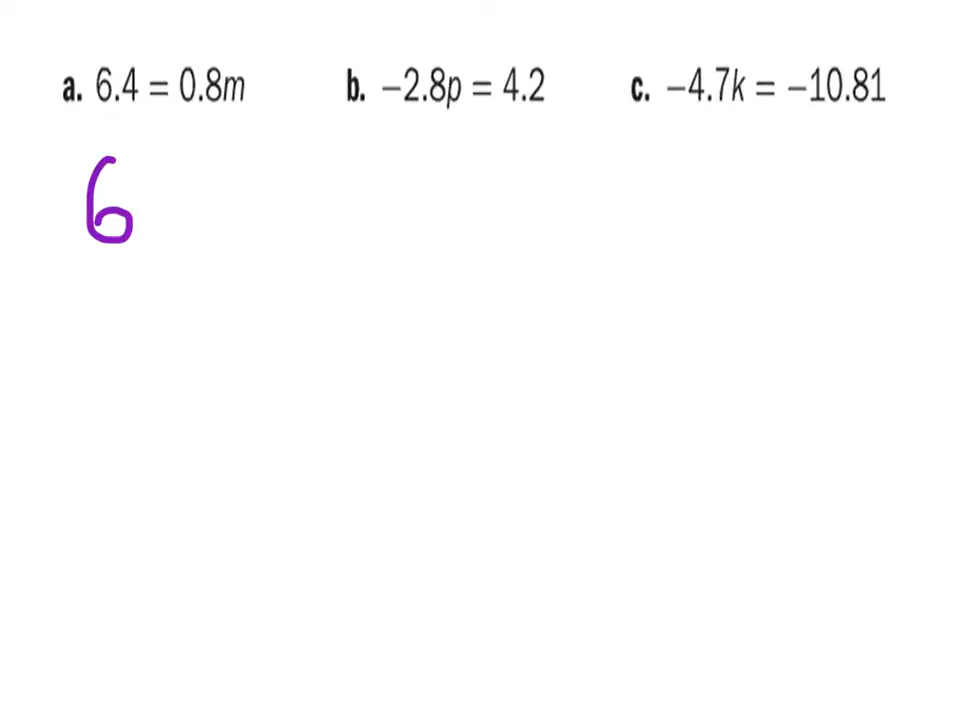 a. 6.4 = 0.8m b. −2.8p = 4.2 c. −4.7k = −10.81
6